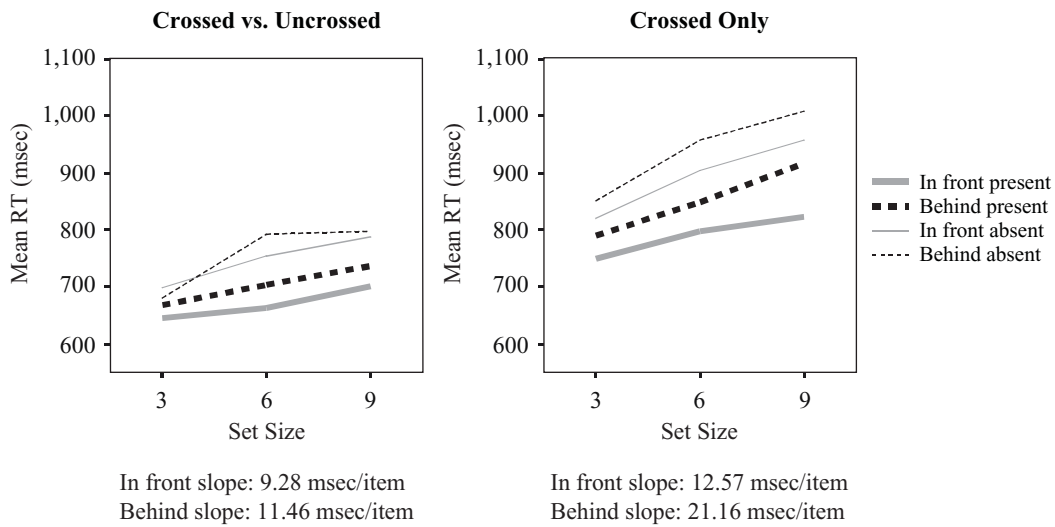 Crossed vs. Uncrossed
1,100
1,000
900
800
700
600
Mean RT (msec)
3 6 9
Set Size
In front slope: 9.28 msec/item
Behind slope: 11.46 msec/item
Crossed Only
1,100
1,000
900
800
700
600
Mean RT (msec)
3 6 9
Set Size
In front slope: 12.57 msec/item
Behind slope: 21.16 msec/item
In front present
Behind present
In front absent
Behind absent